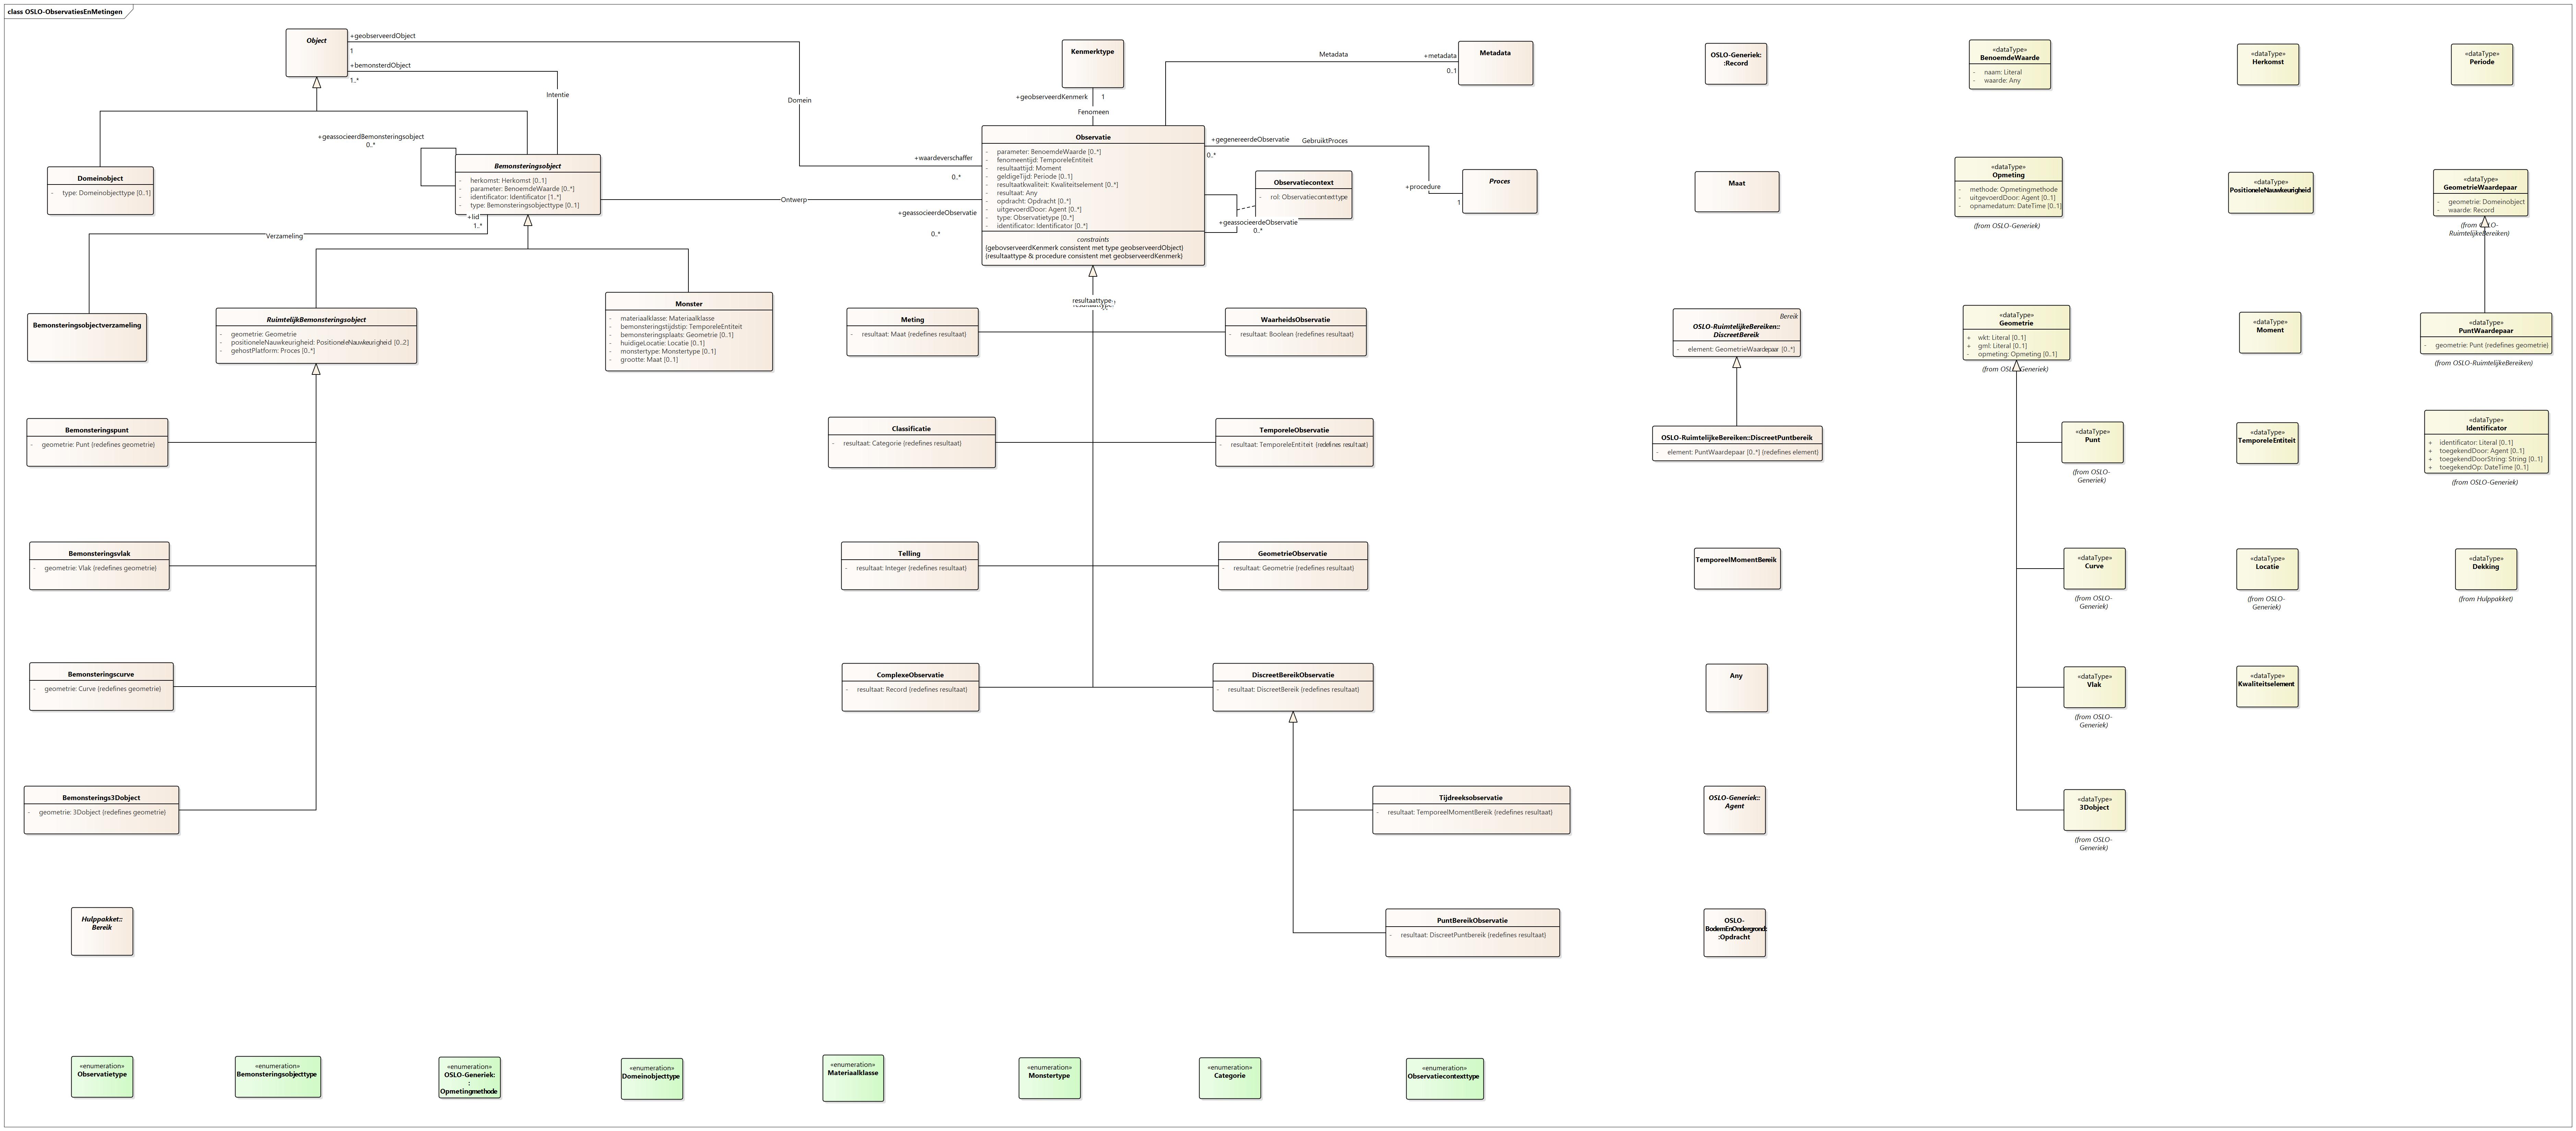 class OSLO-ObservatiesEnMetingen
Object
+geobserveerdObject
1
+bemonsterdObject
1..*
Intentie
Domein
Kenmerktype
+geobserveerdKenmerk
1
Fenomeen
Metadata
+metadata
0..1
Metadata
OSLO-Generiek:
:Record
«dataType»
BenoemdeWaarde
- naam: Literal
- waarde: Any
«dataType»
Herkomst
«dataType»
Periode
Domeinobject
- type: Domeinobjecttype [0..1]
+geassocieerdBemonsteringsobject
0..*
Bemonsteringsobject
- herkomst: Herkomst [0..1]
- parameter: BenoemdeWaarde [0..*]
- identificator: Identificator [1..*]
- type: Bemonsteringsobjecttype [0..1]
+lid
1..*
Verzameling
+waardeverschaffer
0..*
Ontwerp
+geassocieerdeObservatie
0..*
Observatie
- parameter: BenoemdeWaarde [0..*]
- fenomeentijd: TemporeleEntiteit
- resultaattijd: Moment
- geldigeTijd: Periode [0..1]
- resultaatkwaliteit: Kwaliteitselement [0..*]
- resultaat: Any
- opdracht: Opdracht [0..*]
- uitgevoerdDoor: Agent [0..*]
- type: Observatietype [0..*]
- identificator: Identificator [0..*]
constraints
{gebovserveerdKenmerk consistent met type geobserveerdObject}
{resultaattype & procedure consistent met geobserveerdKenmerk}
+gegenereerdeObservatie
0..*
GebruiktProces
+procedure
1
Proces
Observatiecontext
- rol: Observatiecontexttype
+geassocieerdeObservatie
0..*
Maat
«dataType»
Opmeting
- methode: Opmetingmethode
- uitgevoerdDoor: Agent [0..1]
- opnamedatum: DateTime [0..1]
(from OSLO-Generiek)
«dataType»
PositioneleNauwkeurigheid
«dataType»
GeometrieWaardepaar
- geometrie: Domeinobject
- waarde: Record
(from OSLO-
RuimtelijkeBereiken)
Bemonsteringsobjectverzameling
RuimtelijkBemonsteringsobject
- geometrie: Geometrie
- positioneleNauwkeurigheid: PositioneleNauwkeurigheid [0..2]
- gehostPlatform: Proces [0..*]
Monster
- materiaalklasse: Materiaalklasse
- bemonsteringstijdstip: TemporeleEntiteit
- bemonsteringsplaats: Geometrie [0..1]
- huidigeLocatie: Locatie [0..1]
- monstertype: Monstertype [0..1]
- grootte: Maat [0..1]
resultaattype
Meting
- resultaat: Maat {redefines resultaat}
WaarheidsObservatie
- resultaat: Boolean {redefines resultaat}
Bereik
OSLO-RuimtelijkeBereiken::
DiscreetBereik
- element: GeometrieWaardepaar [0..*]
«dataType»
Geometrie
+ wkt: Literal [0..1]
+ gml: Literal [0..1]
- opmeting: Opmeting [0..1]
(from OSLO-Generiek)
«dataType»
Moment
«dataType»
PuntWaardepaar
- geometrie: Punt {redefines geometrie}
(from OSLO-RuimtelijkeBereiken)
Bemonsteringspunt
- geometrie: Punt {redefines geometrie}
Classificatie
- resultaat: Categorie {redefines resultaat}
TemporeleObservatie
- resultaat: TemporeleEntiteit {redefines resultaat}
OSLO-RuimtelijkeBereiken::DiscreetPuntbereik
- element: PuntWaardepaar [0..*] {redefines element}
«dataType»
Punt
(from OSLO-
Generiek)
«dataType»
TemporeleEntiteit
«dataType»
Identificator
+ identificator: Literal [0..1]
+ toegekendDoor: Agent [0..1]
+ toegekendDoorString: String [0..1]
+ toegekendOp: DateTime [0..1]
(from OSLO-Generiek)
Bemonsteringsvlak
- geometrie: Vlak {redefines geometrie}
Telling
- resultaat: Integer {redefines resultaat}
GeometrieObservatie
- resultaat: Geometrie {redefines resultaat}
TemporeelMomentBereik
«dataType»
Curve
(from OSLO-
Generiek)
«dataType»
Locatie
(from OSLO-
Generiek)
«dataType»
Dekking
(from Hulppakket)
Bemonsteringscurve
- geometrie: Curve {redefines geometrie}
ComplexeObservatie
- resultaat: Record {redefines resultaat}
DiscreetBereikObservatie
- resultaat: DiscreetBereik {redefines resultaat}
Any
«dataType»
Vlak
(from OSLO-
Generiek)
«dataType»
Kwaliteitselement
Bemonsterings3Dobject
- geometrie: 3Dobject {redefines geometrie}
Tijdreeksobservatie
- resultaat: TemporeelMomentBereik {redefines resultaat}
OSLO-Generiek::
Agent
«dataType»
3Dobject
(from OSLO-
Generiek)
Hulppakket::
Bereik
PuntBereikObservatie
- resultaat: DiscreetPuntbereik {redefines resultaat}
OSLO-
BodemEnOndergrond:
:Opdracht
«enumeration»
Observatietype
«enumeration»
Bemonsteringsobjecttype
«enumeration»
OSLO-Generiek:
:
Opmetingmethode
«enumeration»
Domeinobjecttype
«enumeration»
Materiaalklasse
«enumeration»
Monstertype
«enumeration»
Categorie
«enumeration»
Observatiecontexttype